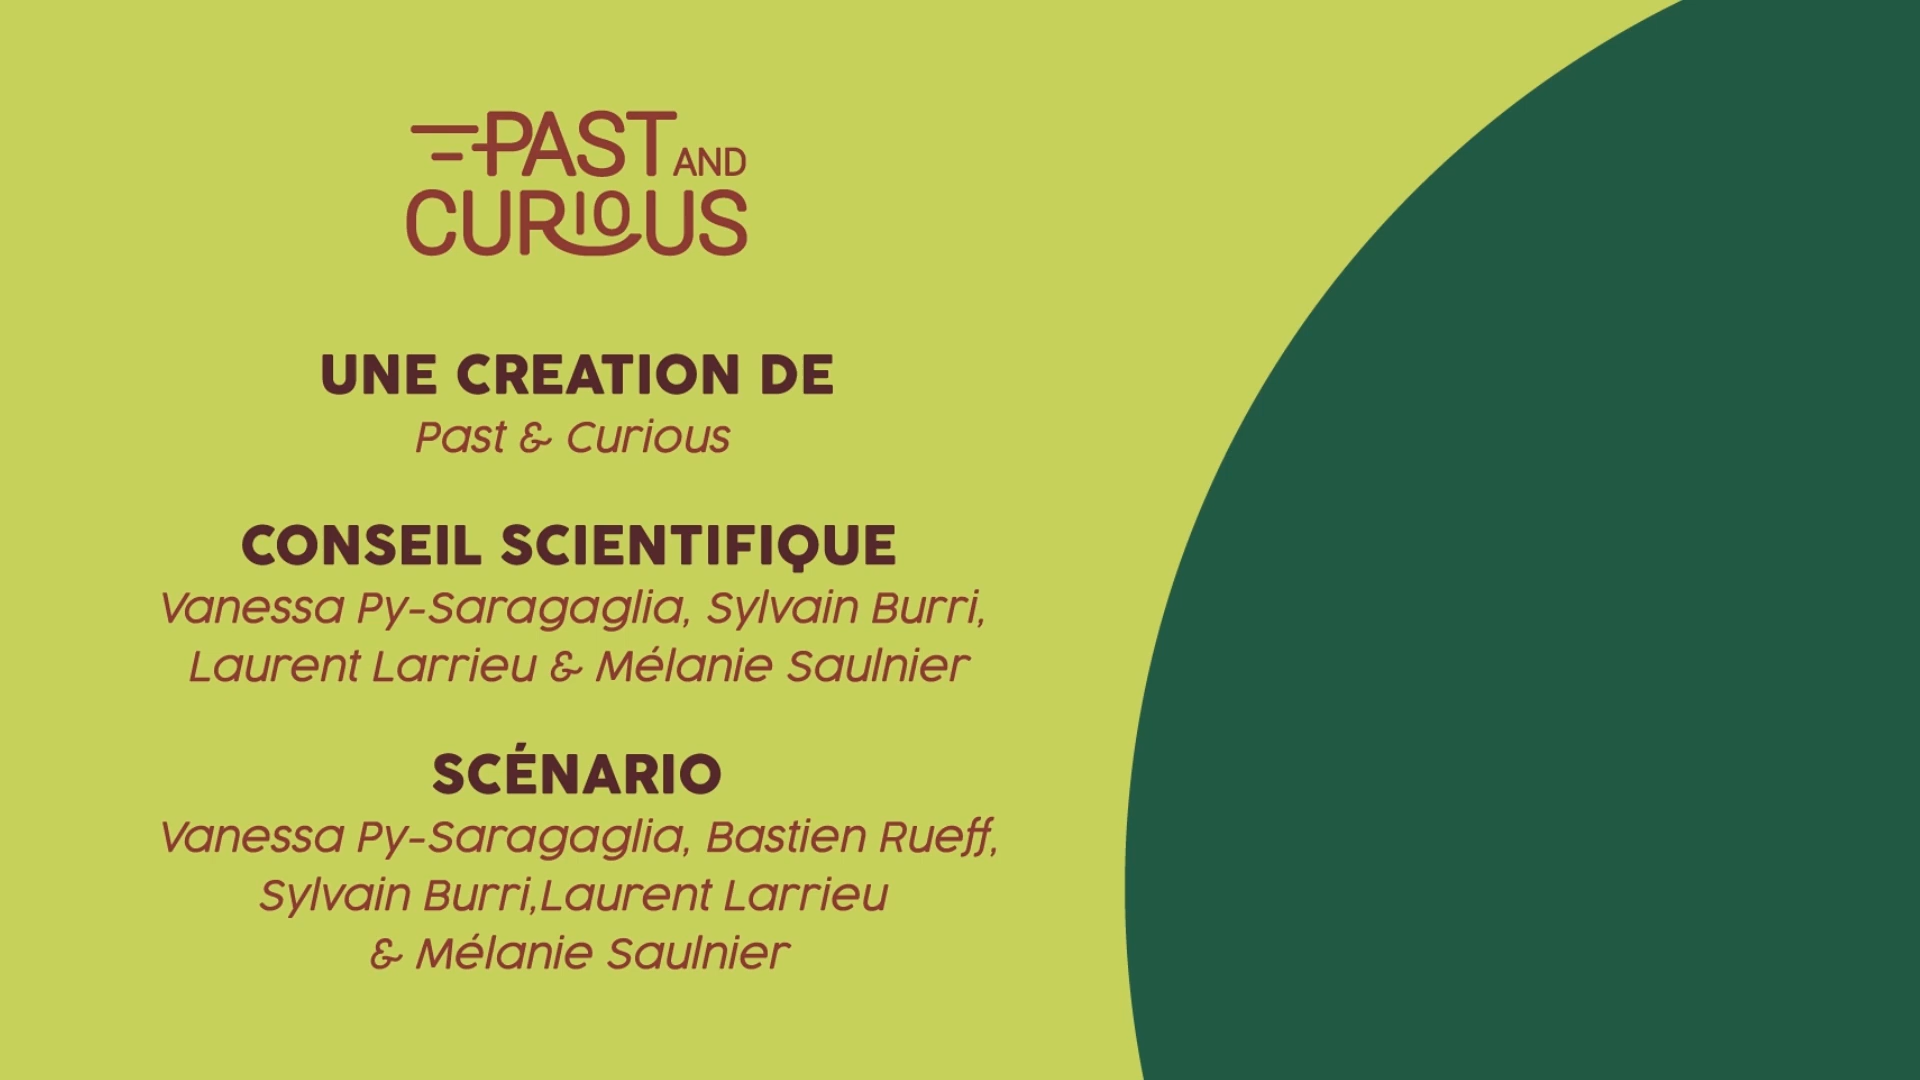 PAST AND
CURIOUS
UNE CREATION DE
Past & Curious
CONSEIL SCIENTIFIQUE
Vanessa Py-Saragaglia, Sylvain Burri,
Laurent Larrieu & Mélanie Saulnier
SCÉNARIO
Vanessa Py-Saragaglia, Bastien Rueff,
Sylvain Burri,Laurent Larrieu
& Mélanie Saulnier